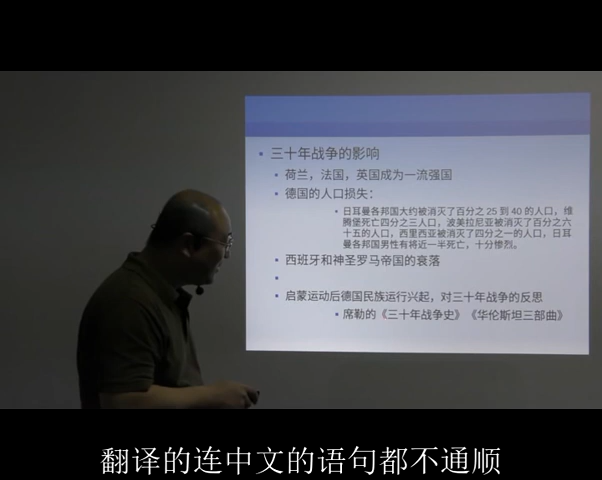 三十年战争的影响
荷兰，法国，英国成为一流强国
德国的人口损失：
日耳曼各邦国大约被消灭了百分之 25 到 40 的人口，维
腾堡死亡四分之三人口，波美拉尼亚被消灭了百分之六
十五的人口，西里西亚被消灭了四分之一的人口，日耳
曼各邦国男性有将近一半死亡，十分惨烈。
西班牙和神圣罗马帝国的衰落
启蒙运动后德国民族运行兴起，对三十年战争的反思
席勒的《三十年战争史》《华伦斯坦三部曲》
翻译的连中文的语句都不通顺